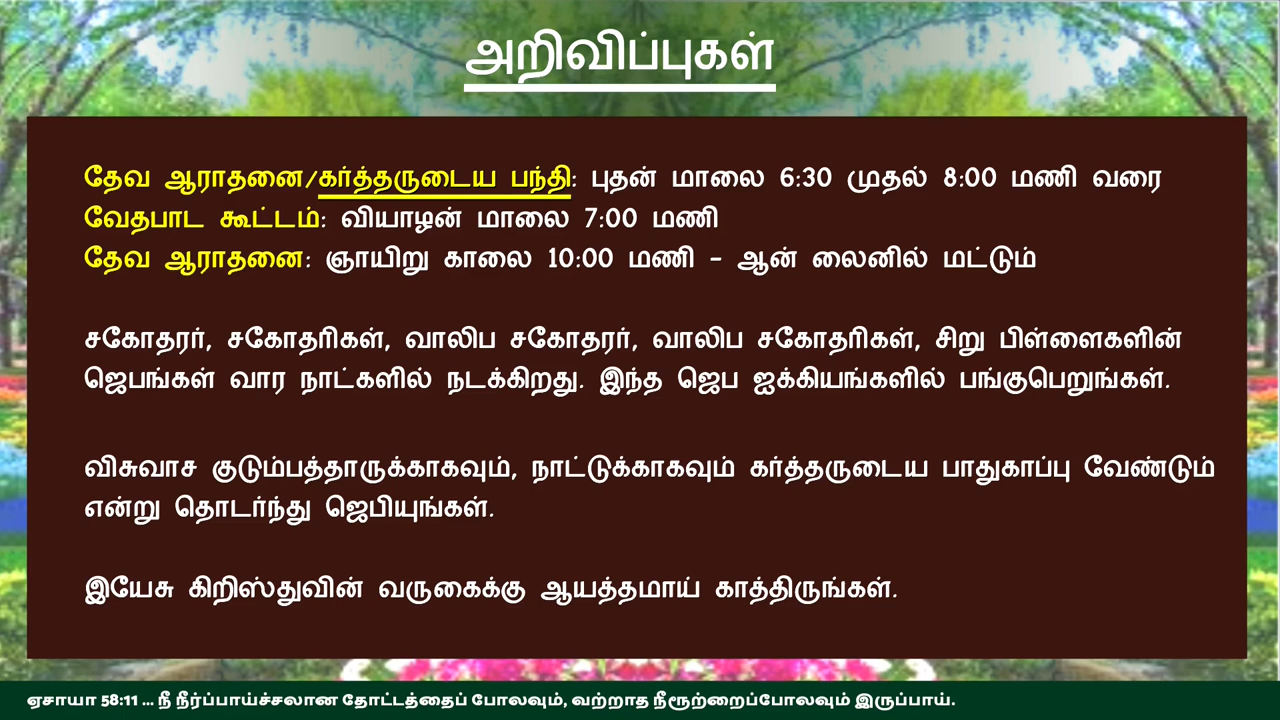 அறிவிப்புகள்
தேவ ஆராதனை/கர்த்தருடைய பந்தி: புதன் மாலை 6:30 முதல் 8:00 மணி வரை
வேதபாட கூட்டம்: வியாழன் மாலை 7:00 மணி
தேவ ஆராதனை: ஞாயிறு காலை 10:00 மணி – ஆன் லைனில் மட்டும்
சகோதரர், சகோதரிகள், வாலிப சகோதரர், வாலிப சகோதரிகள், சிறு பிள்ளைகளின்
ஜெபங்கள் வார நாட்களில் நடக்கிறது. இந்த ஜெப ஐக்கியங்களில் பங்குபெறுங்கள்.
விசுவாச குடும்பத்தாருக்காகவும், நாட்டுக்காகவும் கர்த்தருடைய பாதுகாப்பு வேண்டும்
என்று தொடர்ந்து ஜெபியுங்கள்.
இயேசு கிறிஸ்துவின் வருகைக்கு ஆயத்தமாய் காத்திருங்கள்.
ஏசாயா 58:11 ... நீ நீர்ப்பாய்ச்சலான தோட்டத்தைப் போலவும், வற்றாத நீரூற்றைப்போலவும் இருப்பாய்.